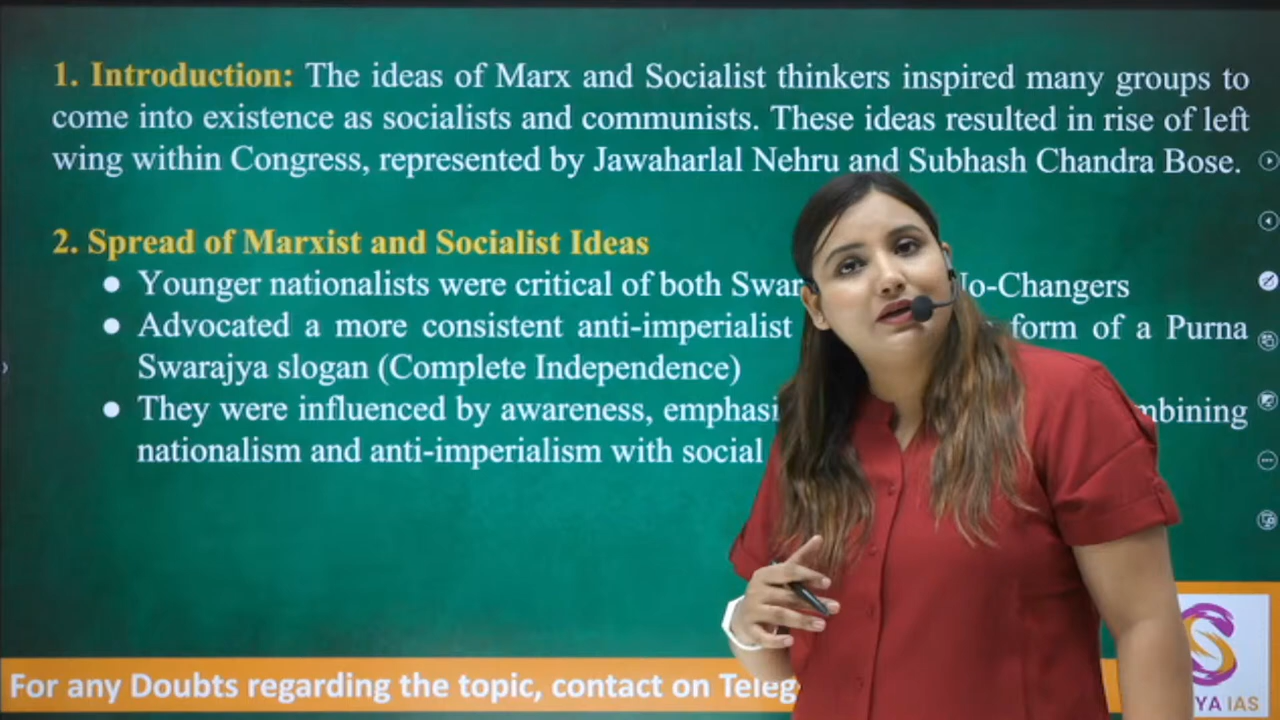 1. Introduction: The ideas of Marx and Socialist thinkers inspired many groups to
come into existence as socialists and communists. These ideas resulted in rise of left
wing within Congress, represented by Jawaharlal Nehru and Subhash Chandra Bose.
2. Spread of Marxist and Socialist Ideas
● Younger nationalists were critical of both
● Advocated a more consistent anti-imperialist form of a Purna
Swarajya slogan (Complete Independence)
● They were influenced by awareness,
nationalism and anti-imperialism with social
For any Doubts regarding the topic, contact on
IAS